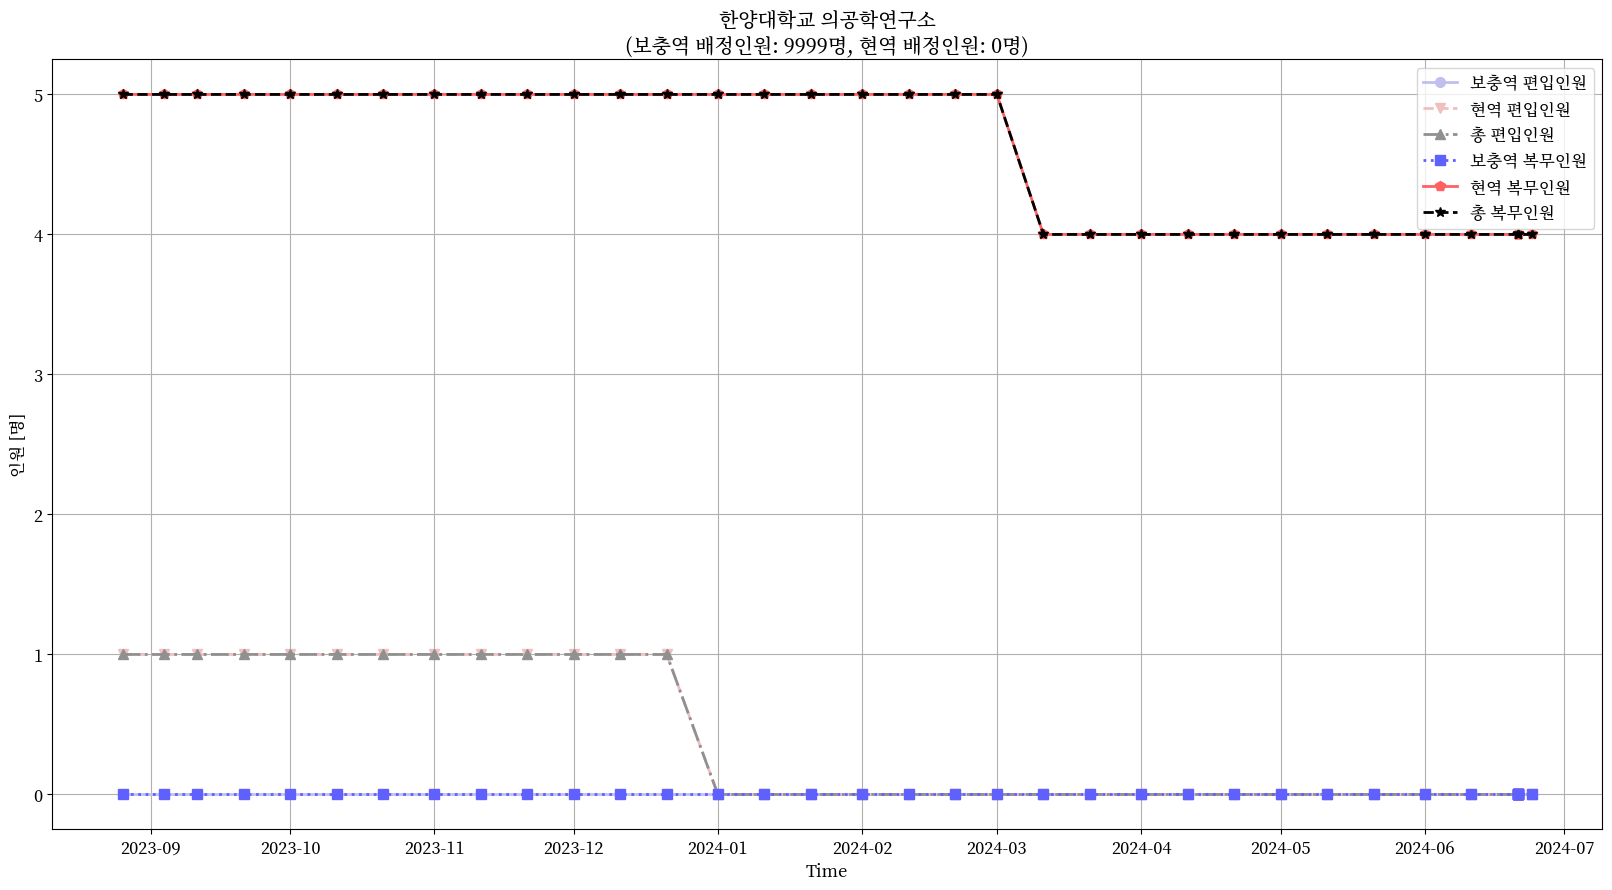 한양대학교 의공학연구소
(보충역 배정인원: 9999명, 현역 배정인원: 0명)
보충역 편입인원
현역 편입인원
총 편입인원
보충역 복무인원
현역 복무인원
총 복무인원
5
4
3
2
1
0
인원 [명]
2023-09 2023-10 2023-11 2023-12 2024-01 2024-02 2024-03 2024-04 2024-05 2024-06 2024-07
Time